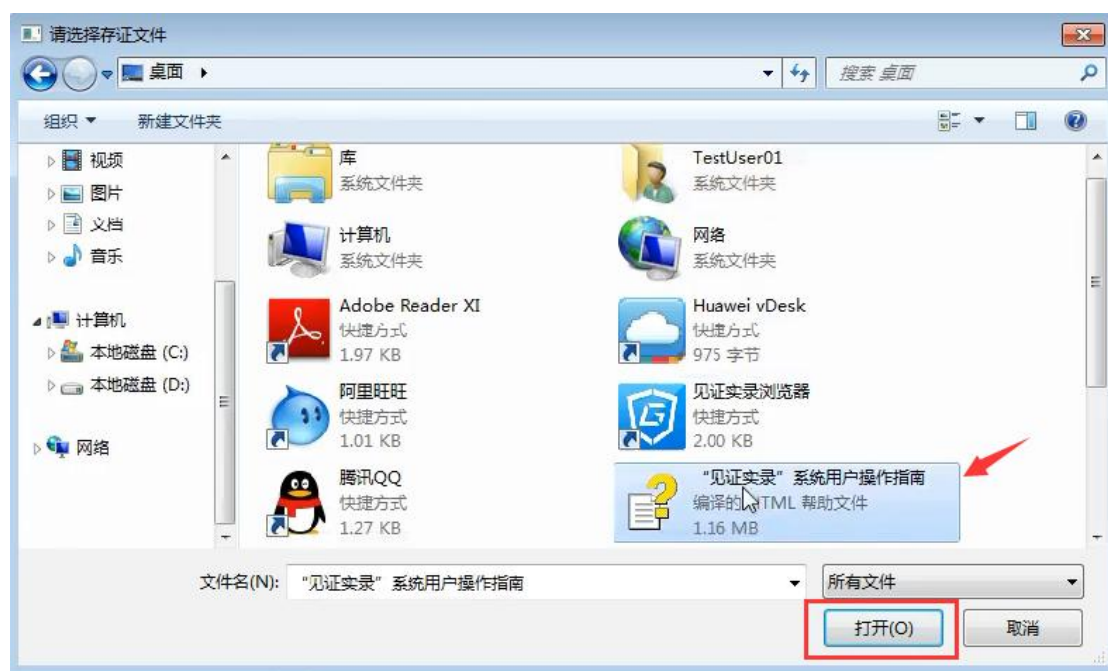 请选择存证文件
桌面
搜索 桌面
组织
新建文件夹
视频
图片
文档
音乐
计算机
本地磁盘 (C:)
本地磁盘 (D:)
网络
库
系统文件夹
TestUser01
系统文件夹
计算机
系统文件夹
网络
系统文件夹
Adobe Reader XI
快捷方式
1.97 KB
Huawei vDesk
快捷方式
975 字节
阿里旺旺
快捷方式
1.01 KB
见证实录浏览器
快捷方式
2.00 KB
腾讯QQ
快捷方式
1.27 KB
“见证实录”系统用户操作指南
编译的 HTML 帮助文件
1.16 MB
文件名(N):
“见证实录”系统用户操作指南
所有文件
打开(O)
取消